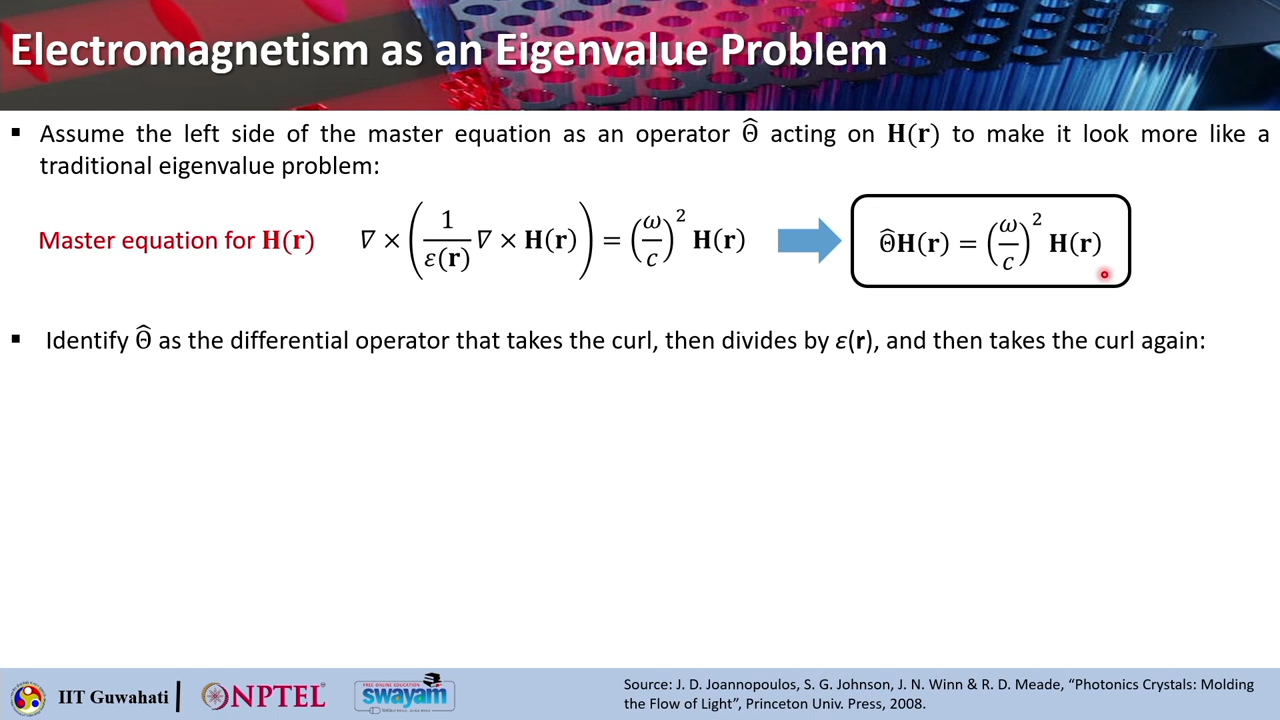 Electromagnetism as an Eigenvalue Problem
▪ Assume the left side of the master equation as an operator Θ̂ acting on H(r) to make it look more like a
traditional eigenvalue problem:
Master equation for H(r) ∇ × (1/ε(r) ∇ × H(r)) = (ω/c)² H(r)
Θ̂H(r) = (ω/c)² H(r)
▪ Identify Θ̂ as the differential operator that takes the curl, then divides by ε(r), and then takes the curl again:
IIT Guwahati
NPTEL
FREE ONLINE EDUCATION
swayam
Source: J. D. Joannopoulos, S. G. Johnson, J. N. Winn & R. D. Meade, “Photonics Crystals: Molding
the Flow of Light”, Princeton Univ. Press, 2008.